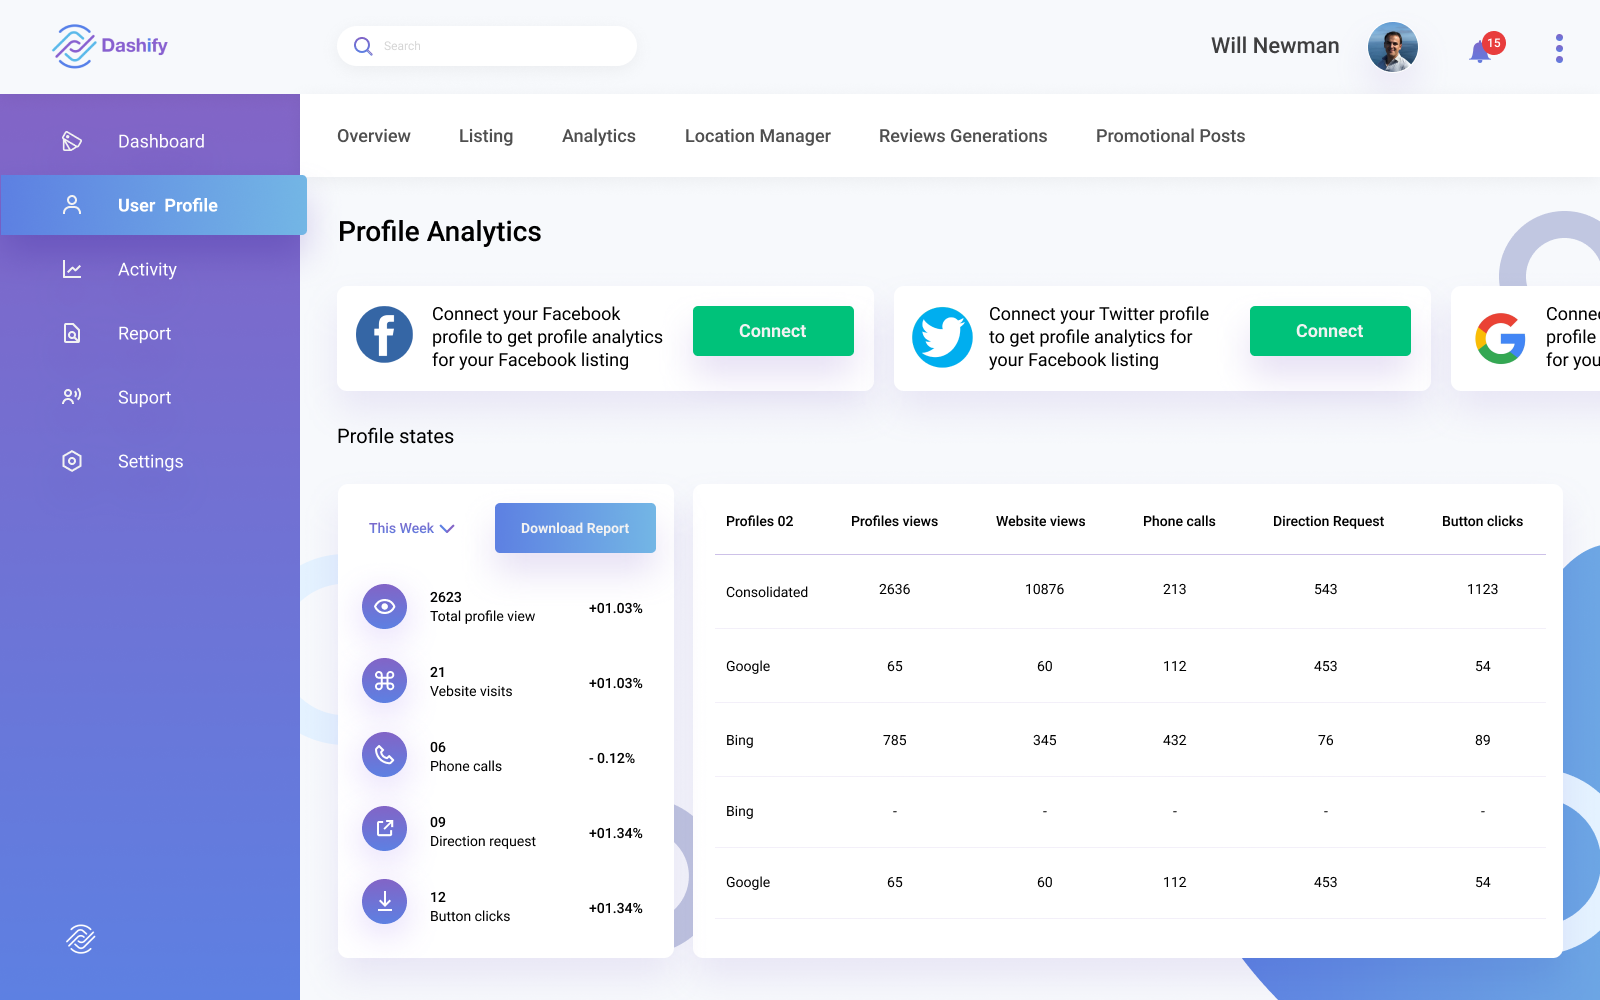 Dashify
Search
Will Newman
15
Dashboard
User Profile
Activity
Report
Suport
Settings
Overview
Listing
Analytics
Location Manager
Reviews Generations
Promotional Posts
Profile Analytics
Connect your Facebook
profile to get profile analytics
for your Facebook listing
Connect
Connect your Twitter profile
to get profile analytics for
your Facebook listing
Connect
profile
for
Profile states
This Week
Download Report
2623
Total profile view
+01.03%
21
Vebsite visits
+01.03%
06
Phone calls
- 0.12%
09
Direction request
+01.34%
12
Button clicks
+01.34%
Profiles 02 Profiles views Website views Phone calls Direction Request Button clicks
Consolidated 2636 10876 213 543 1123
Google 65 60 112 453 54
Bing 785 345 432 76 89
Bing - - - - -
Google 65 60 112 453 54